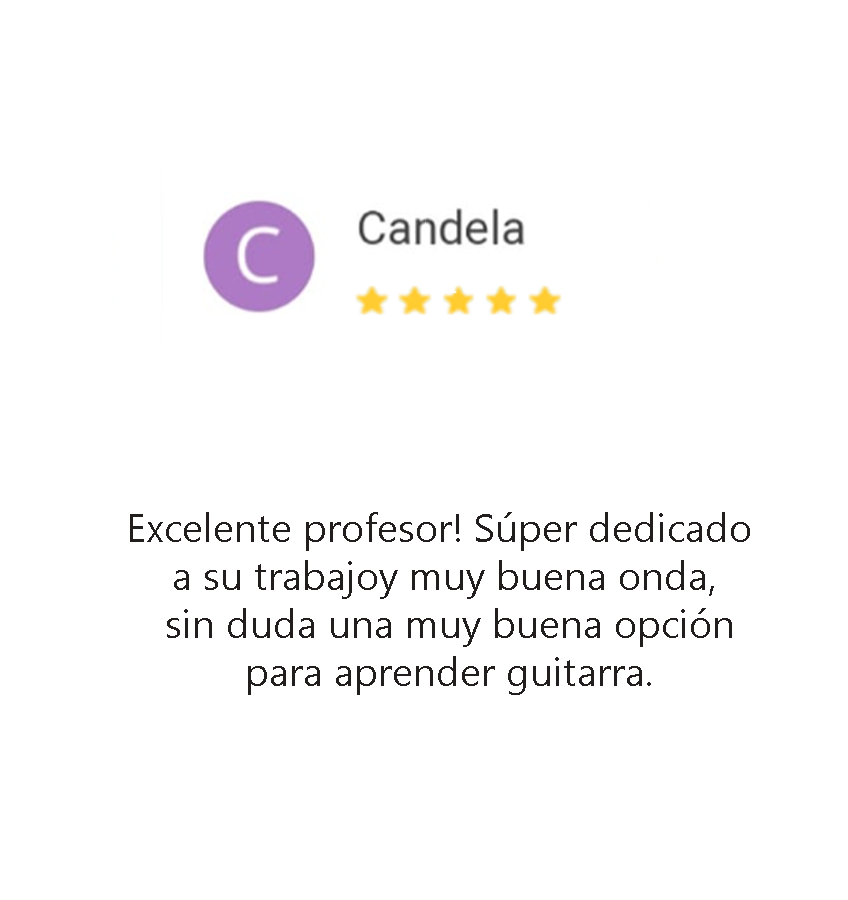 C
Candela
Excelente profesor! Súper dedicado
a su trabajoy muy buena onda,
sin duda una muy buena opción
para aprender guitarra.